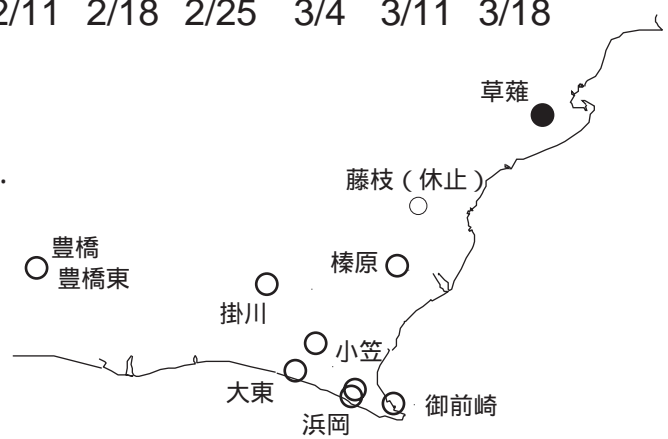 2/11 2/18 2/25 3/4 3/11 3/18
草薙
藤枝（休止）
豊橋
豊橋東
榛原
掛川
小笠
大東
浜岡
御前崎